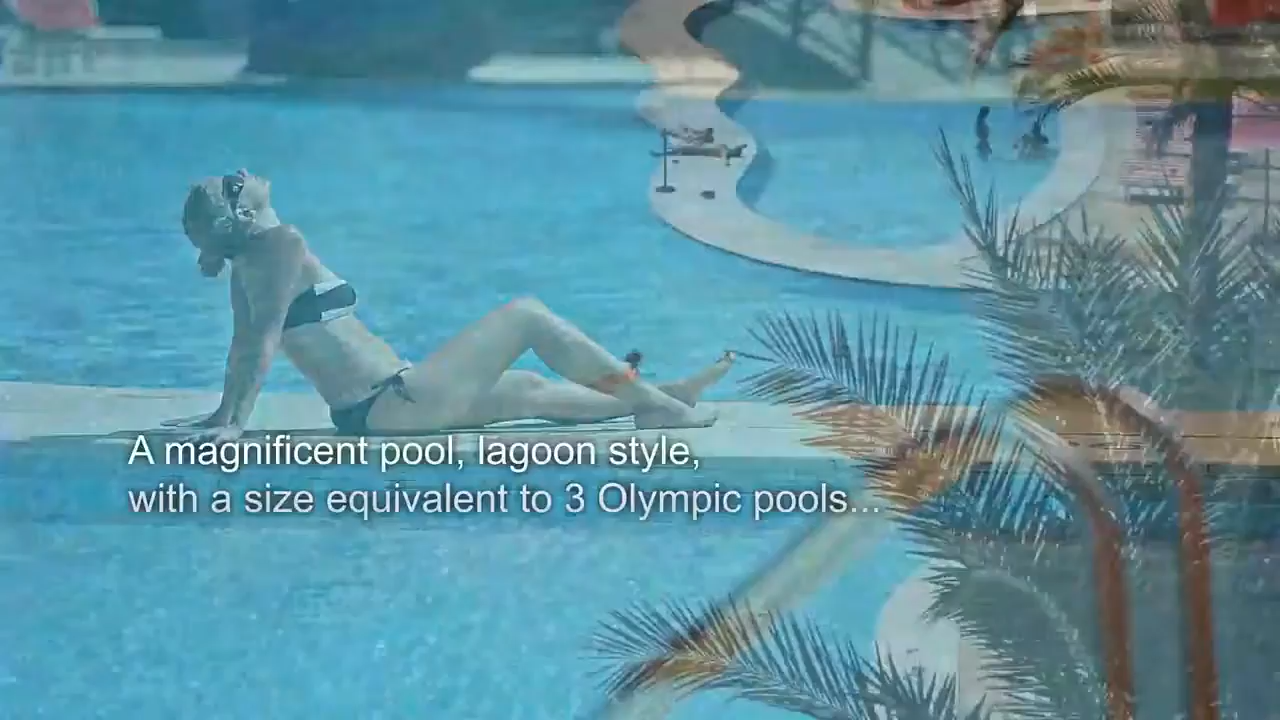 A magnificent pool, lagoon style,
with a size equivalent to 3 Olympic pools...